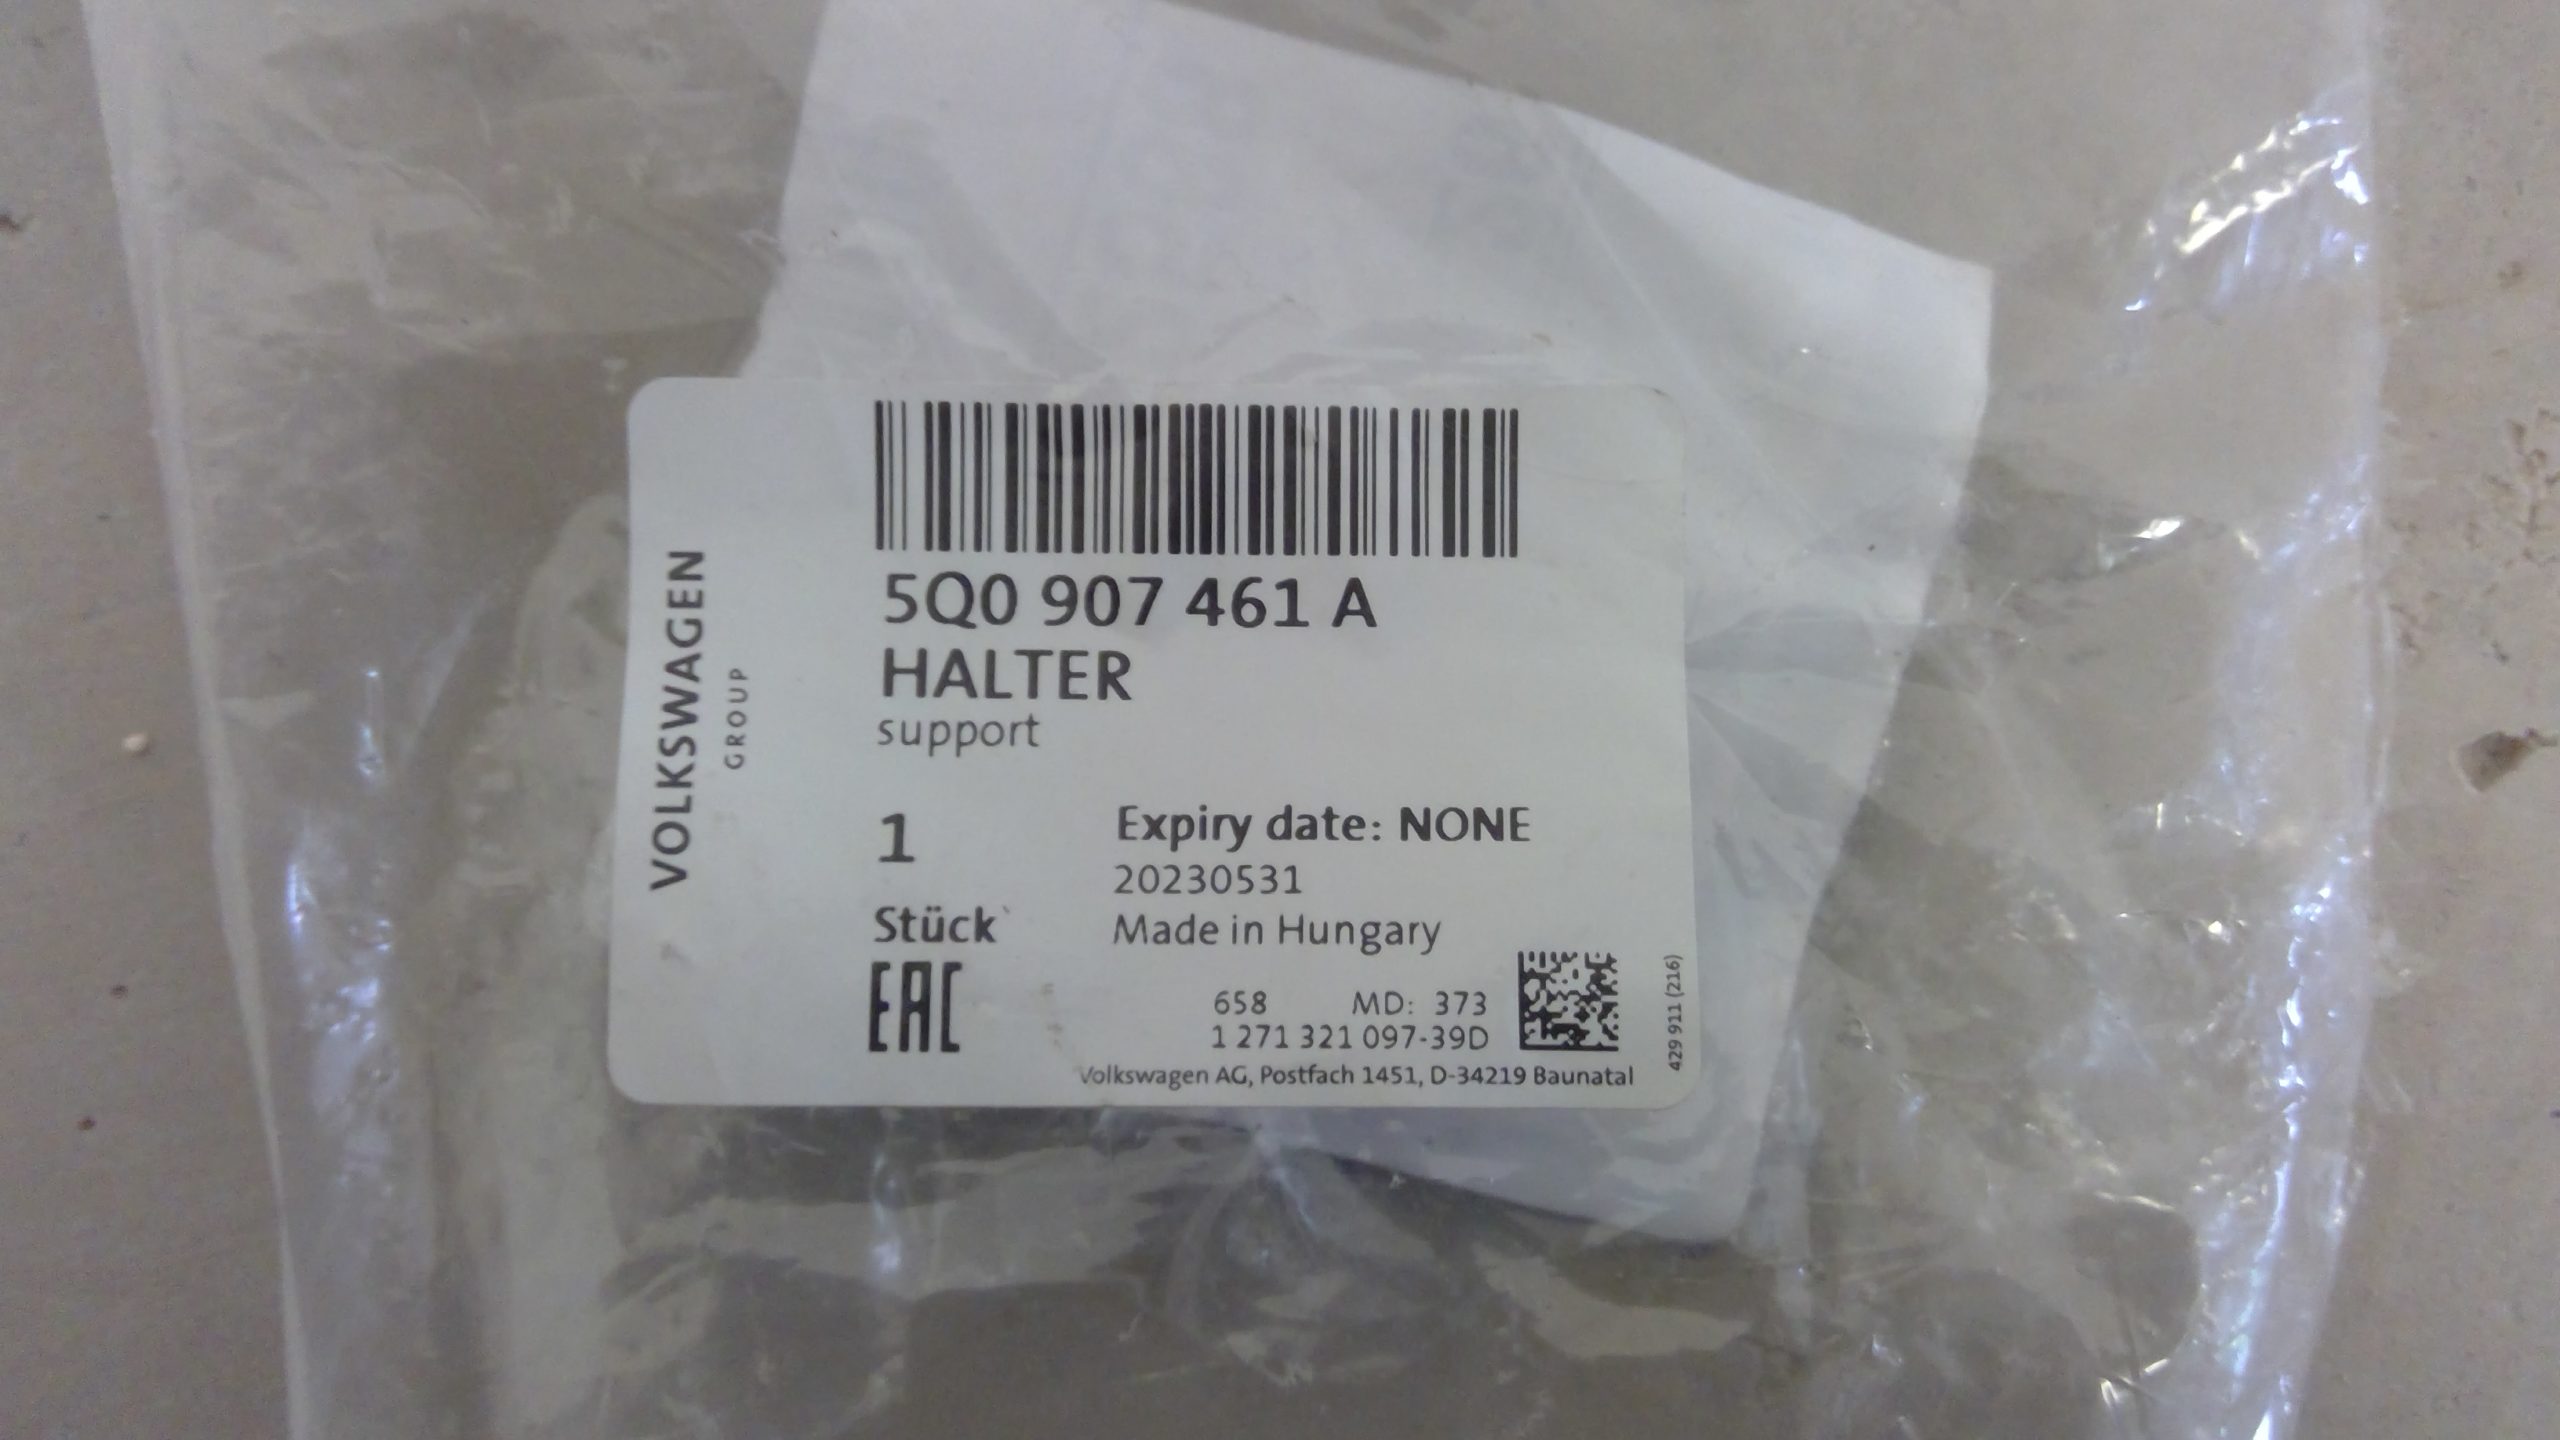 VOLKSWAGEN
GROUP
5Q0 907 461 A
HALTER
support
1
Stück
Expiry date: NONE
20230531
Made in Hungary
EAC
658 MD: 373
1 271 321 097-39D
Volkswagen AG, Postfach 1451, D-34219 Baunatal
429 911 (216)